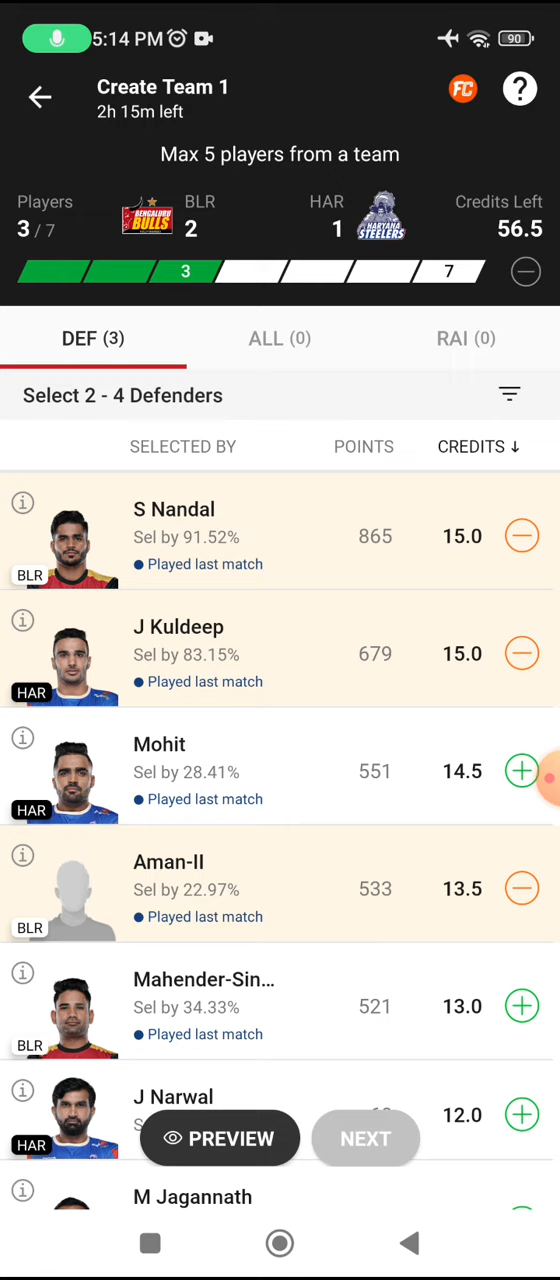 5:14 PM
90
Create Team 1
2h 15m left
FC
?
Max 5 players from a team
Players
3 / 7
BENGALURU BULLS
BLR
2
HAR
1
HARYANA STEELERS
Credits Left
56.5
3
7
DEF (3)
ALL (0)
RAI (0)
Select 2 - 4 Defenders
SELECTED BY
POINTS
CREDITS ↓
S Nandal
Sel by 91.52%
Played last match
BLR
865
15.0
J Kuldeep
Sel by 83.15%
Played last match
HAR
679
15.0
Mohit
Sel by 28.41%
Played last match
HAR
551
14.5
Aman-II
Sel by 22.97%
Played last match
BLR
533
13.5
Mahender-Sin...
Sel by 34.33%
Played last match
BLR
521
13.0
J Narwal
HAR
12.0
PREVIEW
NEXT
M Jagannath